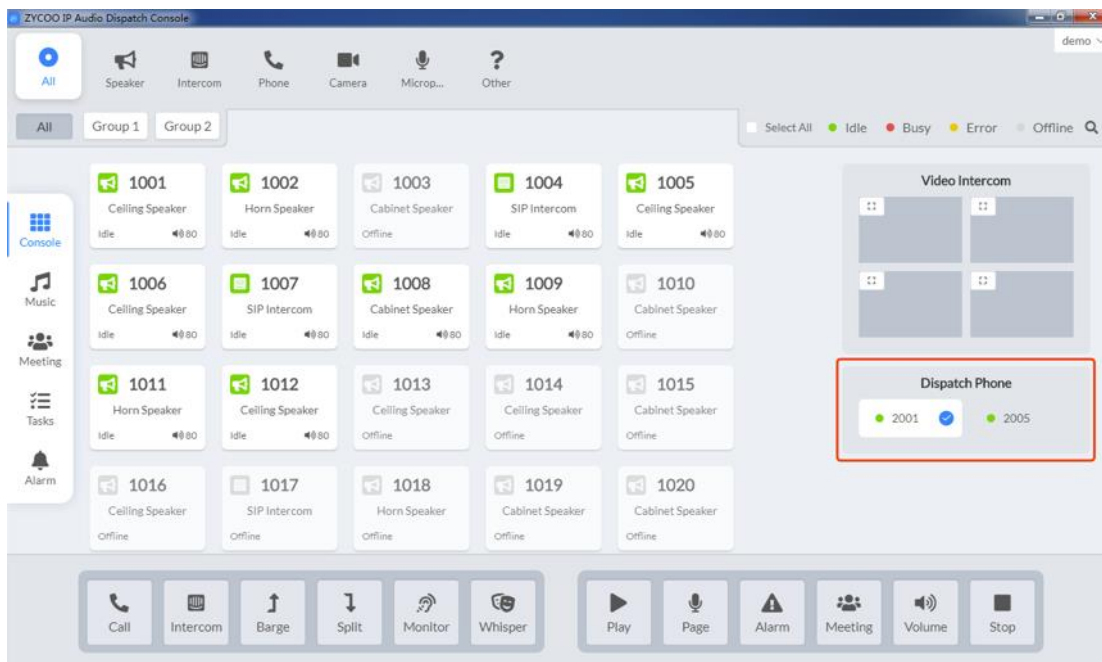 ZYCOO IP Audio Dispatch Console
demo
All
Speaker
Intercom
Phone
Camera
Microp...
Other
All
Group 1
Group 2
Select All
Idle
Busy
Error
Offline
Console
Music
Meeting
Tasks
Alarm
1001
Ceiling Speaker
Idle 80
1002
Horn Speaker
Idle 80
1003
Cabinet Speaker
Offline
1004
SIP Intercom
Idle 80
1005
Ceiling Speaker
Idle 80
1006
Ceiling Speaker
Idle 80
1007
SIP Intercom
Idle 80
1008
Cabinet Speaker
Idle 80
1009
Horn Speaker
Idle 80
1010
Cabinet Speaker
Offline
1011
Horn Speaker
Idle 80
1012
Ceiling Speaker
Idle 80
1013
Ceiling Speaker
Offline
1014
Ceiling Speaker
Offline
1015
Cabinet Speaker
Offline
1016
Ceiling Speaker
Offline
1017
SIP Intercom
Offline
1018
Horn Speaker
Offline
1019
Cabinet Speaker
Offline
1020
Cabinet Speaker
Offline
Video Intercom
Dispatch Phone
2001
2005
Call
Intercom
Barge
Split
Monitor
Whisper
Play
Page
Alarm
Meeting
Volume
Stop